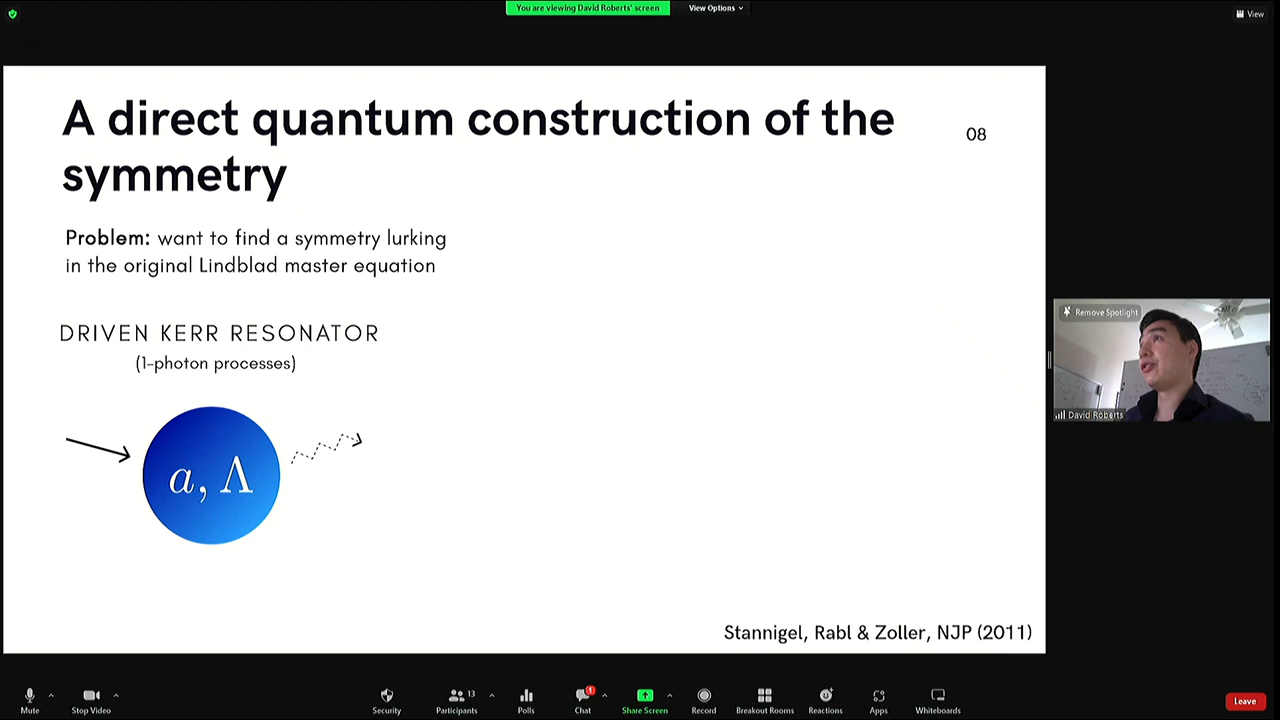 You are viewing David Roberts' screen
View Options
View
A direct quantum construction of the
symmetry
08
Problem: want to find a symmetry lurking
in the original Lindblad master equation
DRIVEN KERR RESONATOR
(1-photon processes)
a, Λ
Stannigel, Rabl & Zoller, NJP (2011)
Remove Spotlight
David Roberts
Mute
Stop Video
Security
Participants
13
Polls
Chat
1
Share Screen
Record
Breakout Rooms
Reactions
Apps
Whiteboards
Leave